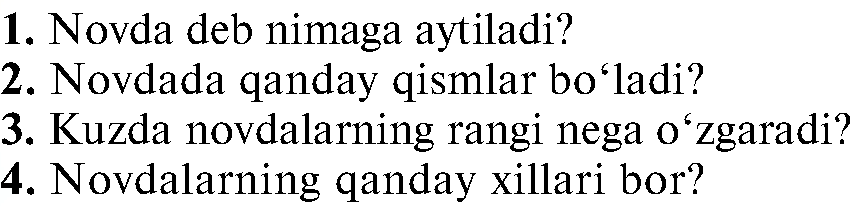 1. Novda deb nimaga aytiladi?
2. Novdada qanday qismlar bo‘ladi?
3. Kuzda novdalarning rangi nega o‘zgaradi?
4. Novdalarning qanday xillari bor?